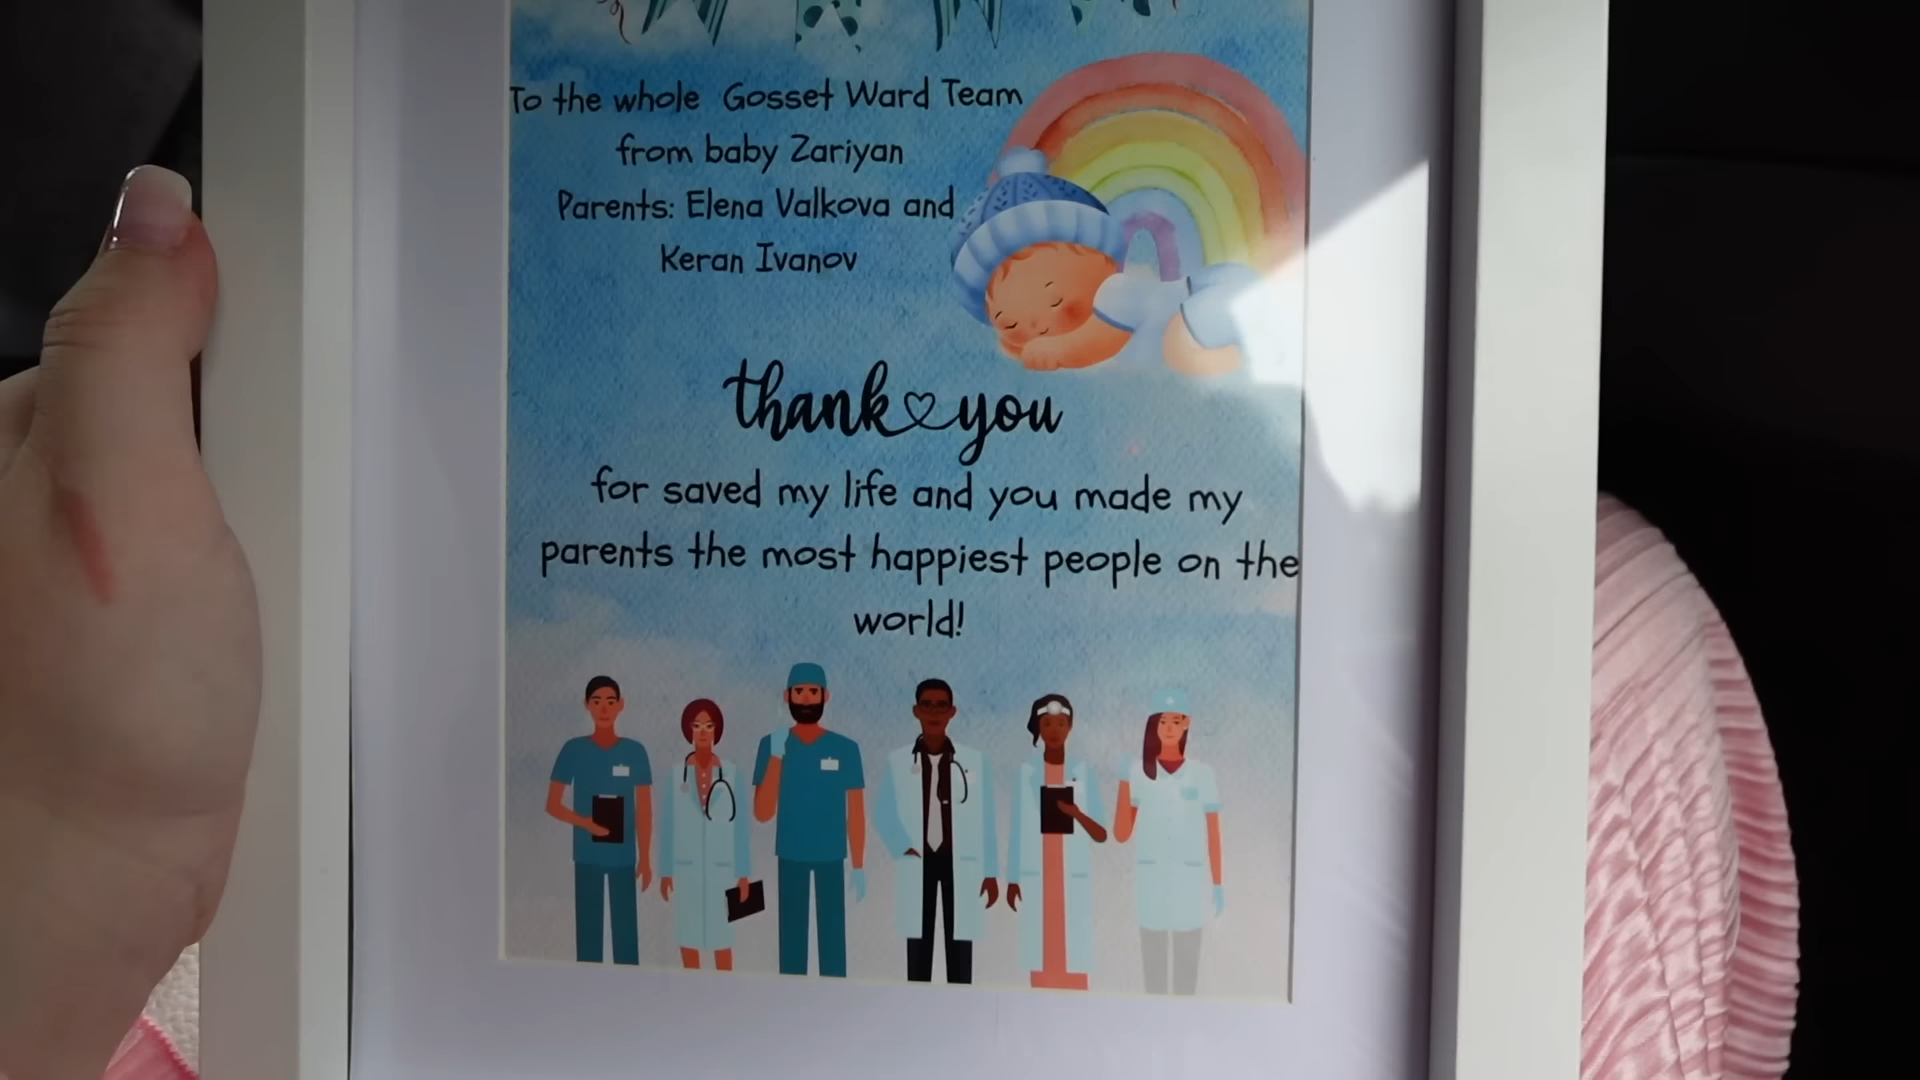 To the whole Gosset Ward Team
from baby Zariyan
Parents: Elena Valkova and
Keran Ivanov
thank you
for saved my life and you made my
parents the most happiest people on the
world!